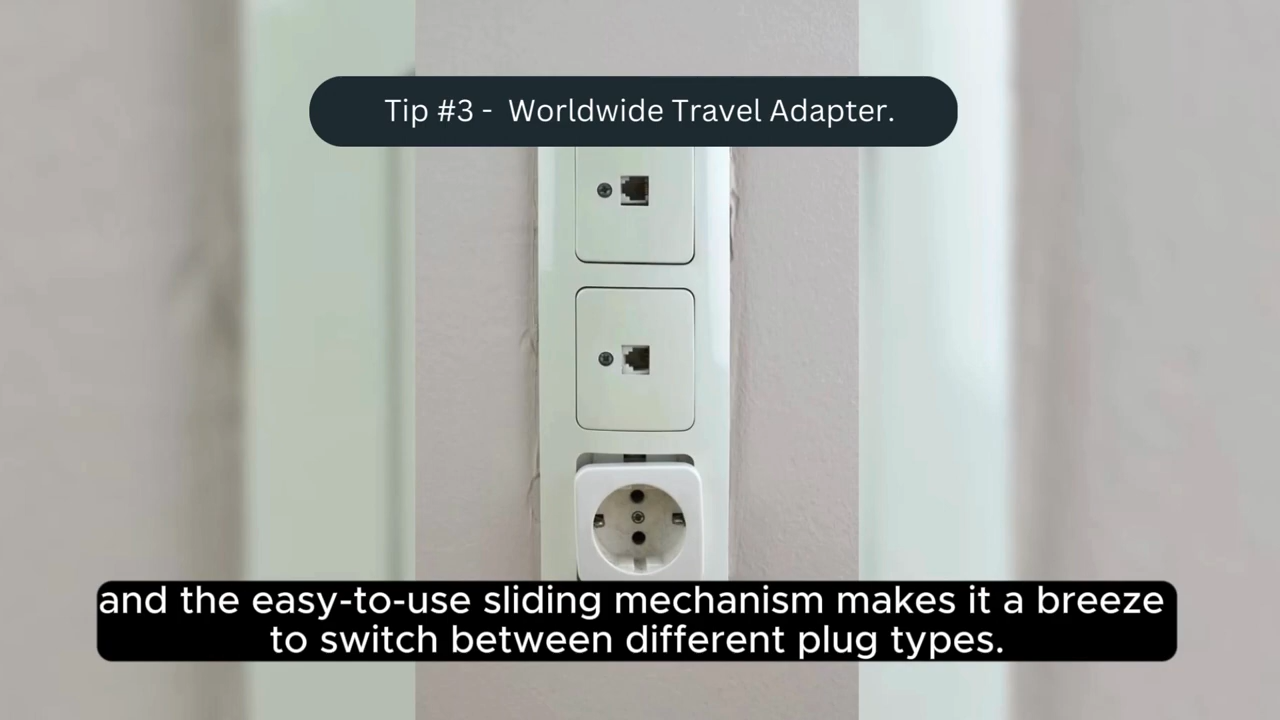 Tip #3 - Worldwide Travel Adapter.
and the easy-to-use sliding mechanism makes it a breeze
to switch between different plug types.